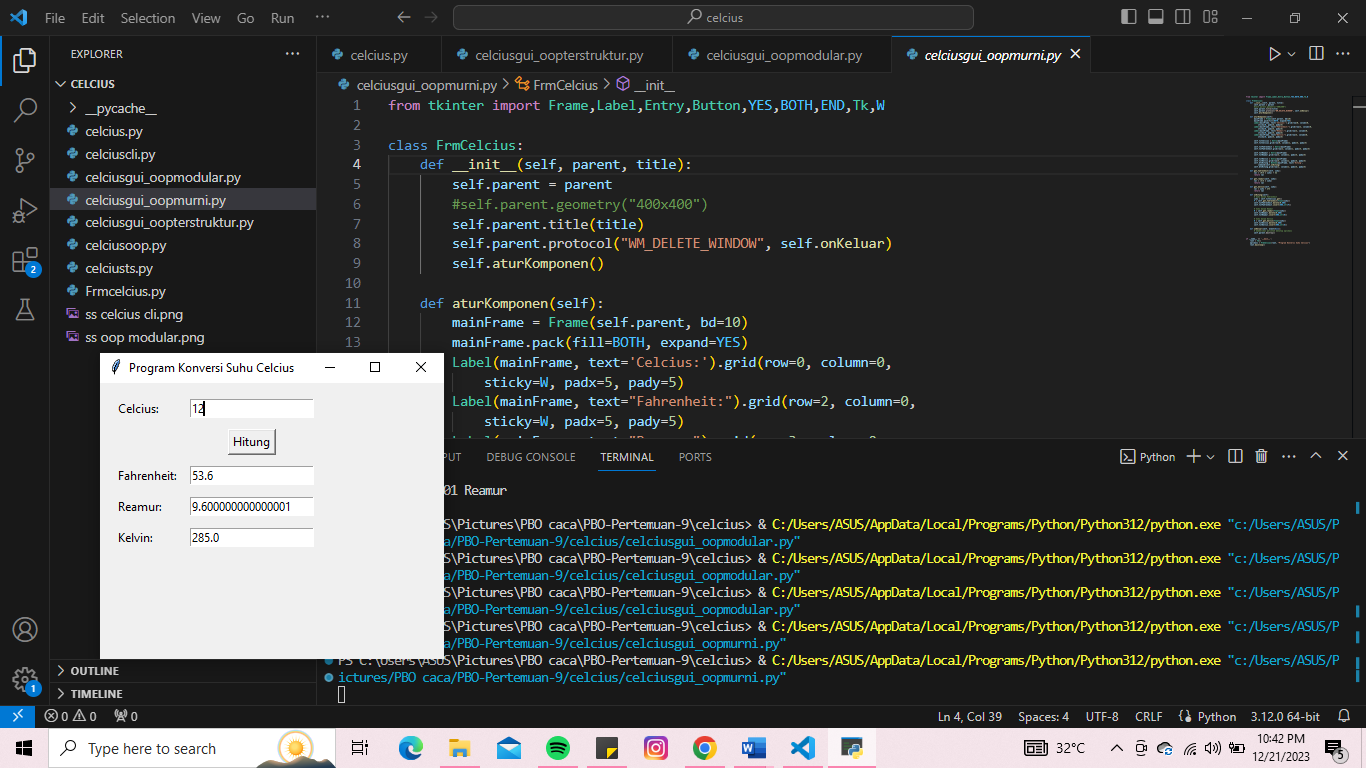 File Edit Selection View Go Run ··· celcius
EXPLORER ···
CELCIUS
__pycache__
celcius.py
celciuscli.py
celciusgui_oopmodular.py
celciusgui_oopmurni.py
celciusgui_oopterstruktur.py
celciusoop.py
celciusts.py
Frmcelcius.py
ss celcius cli.png
ss oop modular.png
OUTLINE
TIMELINE
2
1
celcius.py celciusgui_oopterstruktur.py celciusgui_oopmodular.py celciusgui_oopmurni.py
celciusgui_oopmurni.py > FrmCelcius > __init__
1 from tkinter import Frame,Label,Entry,Button,YES,BOTH,END,Tk,W
2
3 class FrmCelcius:
4 def __init__(self, parent, title):
5 self.parent = parent
6 #self.parent.geometry("400x400")
7 self.parent.title(title)
8 self.parent.protocol("WM_DELETE_WINDOW", self.onKeluar)
9 self.aturKomponen()
10
11 def aturKomponen(self):
12 mainFrame = Frame(self.parent, bd=10)
13 mainFrame.pack(fill=BOTH, expand=YES)
Label(mainFrame, text='Celcius:').grid(row=0, column=0,
sticky=W, padx=5, pady=5)
Label(mainFrame, text="Fahrenheit:").grid(row=2, column=0,
sticky=W, padx=5, pady=5)
Program Konversi Suhu Celcius
Celcius: 12
Hitung
Fahrenheit: 53.6
Reamur: 9.600000000000001
Kelvin: 285.0
PUT DEBUG CONSOLE TERMINAL PORTS Python
01 Reamur
S\Pictures\PBO caca\PBO-Pertemuan-9\celcius> & C:/Users/ASUS/AppData/Local/Programs/Python/Python312/python.exe "c:/Users/ASUS/P
ca/PBO-Pertemuan-9/celcius/celciusgui_oopmodular.py"
S\Pictures\PBO caca\PBO-Pertemuan-9\celcius> & C:/Users/ASUS/AppData/Local/Programs/Python/Python312/python.exe "c:/Users/ASUS/P
ca/PBO-Pertemuan-9/celcius/celciusgui_oopmodular.py"
S\Pictures\PBO caca\PBO-Pertemuan-9\celcius> & C:/Users/ASUS/AppData/Local/Programs/Python/Python312/python.exe "c:/Users/ASUS/P
ca/PBO-Pertemuan-9/celcius/celciusgui_oopmodular.py"
S\Pictures\PBO caca\PBO-Pertemuan-9\celcius> & C:/Users/ASUS/AppData/Local/Programs/Python/Python312/python.exe "c:/Users/ASUS/P
ca/PBO-Pertemuan-9/celcius/celciusgui_oopmurni.py"
PS C:\Users\ASUS\Pictures\PBO caca\PBO-Pertemuan-9\celcius> & C:/Users/ASUS/AppData/Local/Programs/Python/Python312/python.exe "c:/Users/ASUS/P
ictures/PBO caca/PBO-Pertemuan-9/celcius/celciusgui_oopmurni.py"
0 0 0 Ln 4, Col 39 Spaces: 4 UTF-8 CRLF Python 3.12.0 64-bit
Type here to search 32°C 10:42 PM
12/21/2023 5